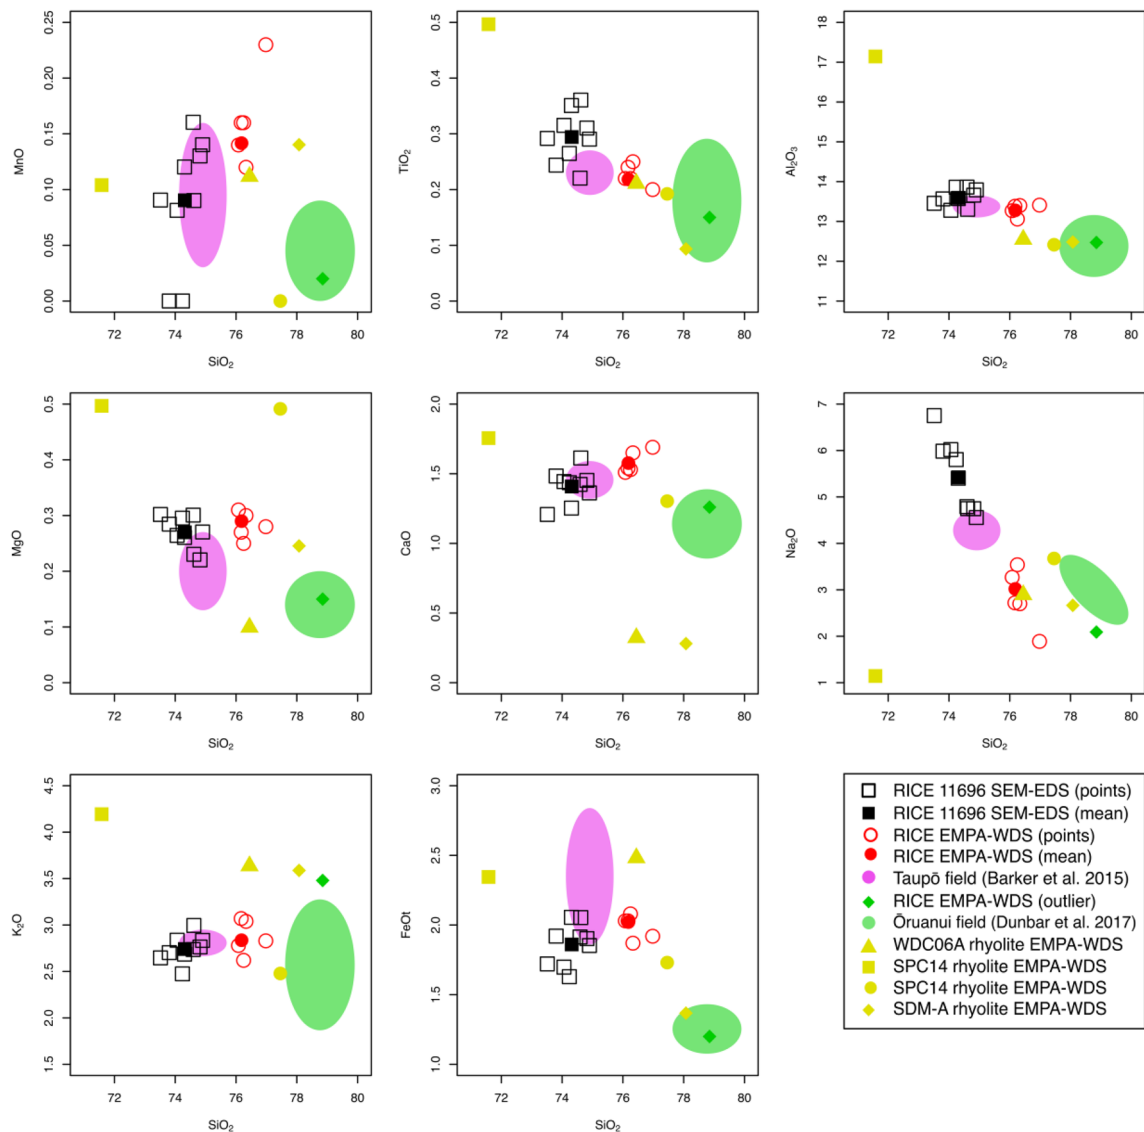 MnO
0.00
0.05
0.10
0.15
0.20
0.25
72 74 76 78 80
SiO₂
TiO₂
0.0
0.1
0.2
0.3
0.4
0.5
72 74 76 78 80
SiO₂
Al₂O₃
11
12
13
14
15
16
17
18
72 74 76 78 80
SiO₂
MgO
0.0
0.1
0.2
0.3
0.4
0.5
72 74 76 78 80
SiO₂
CaO
0.0
0.5
1.0
1.5
2.0
72 74 76 78 80
SiO₂
Na₂O
1
2
3
4
5
6
7
72 74 76 78 80
SiO₂
K₂O
1.5
2.0
2.5
3.0
3.5
4.0
4.5
72 74 76 78 80
SiO₂
FeOt
1.0
1.5
2.0
2.5
3.0
72 74 76 78 80
SiO₂
RICE 11696 SEM-EDS (points)
RICE 11696 SEM-EDS (mean)
RICE EMPA-WDS (points)
RICE EMPA-WDS (mean)
Taupō field (Barker et al. 2015)
RICE EMPA-WDS (outlier)
Ōruanui field (Dunbar et al. 2017)
WDC06A rhyolite EMPA-WDS
SPC14 rhyolite EMPA-WDS
SPC14 rhyolite EMPA-WDS
SDM-A rhyolite EMPA-WDS